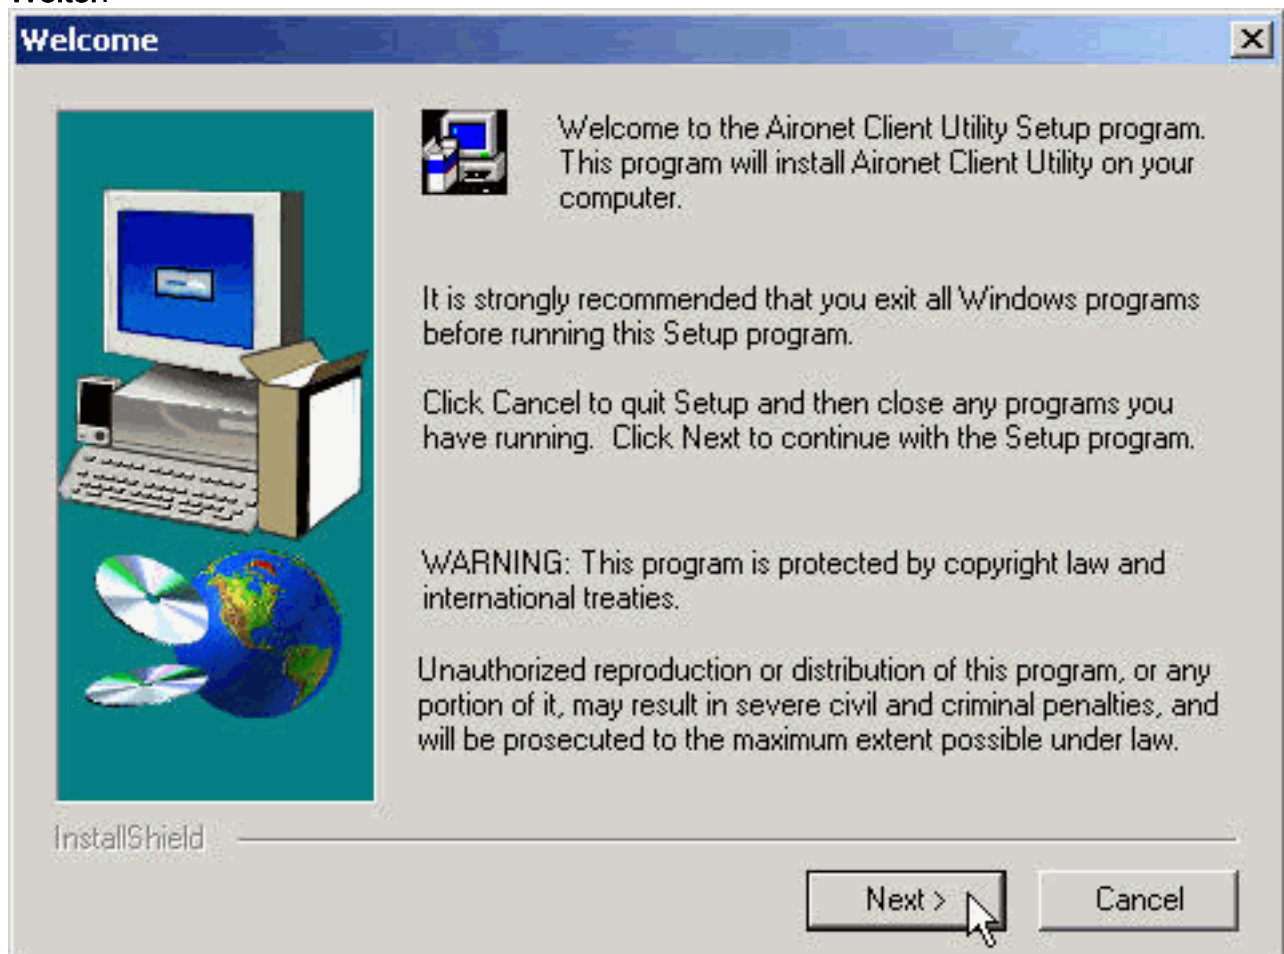 Weiter.
Welcome
Welcome to the Aironet Client Utility Setup program.
This program will install Aironet Client Utility on your
computer.
It is strongly recommended that you exit all Windows programs
before running this Setup program.
Click Cancel to quit Setup and then close any programs you
have running.  Click Next to continue with the Setup program.
WARNING: This program is protected by copyright law and
international treaties.
Unauthorized reproduction or distribution of this program, or any
portion of it, may result in severe civil and criminal penalties, and
will be prosecuted to the maximum extent possible under law.
InstallShield
Next >
Cancel